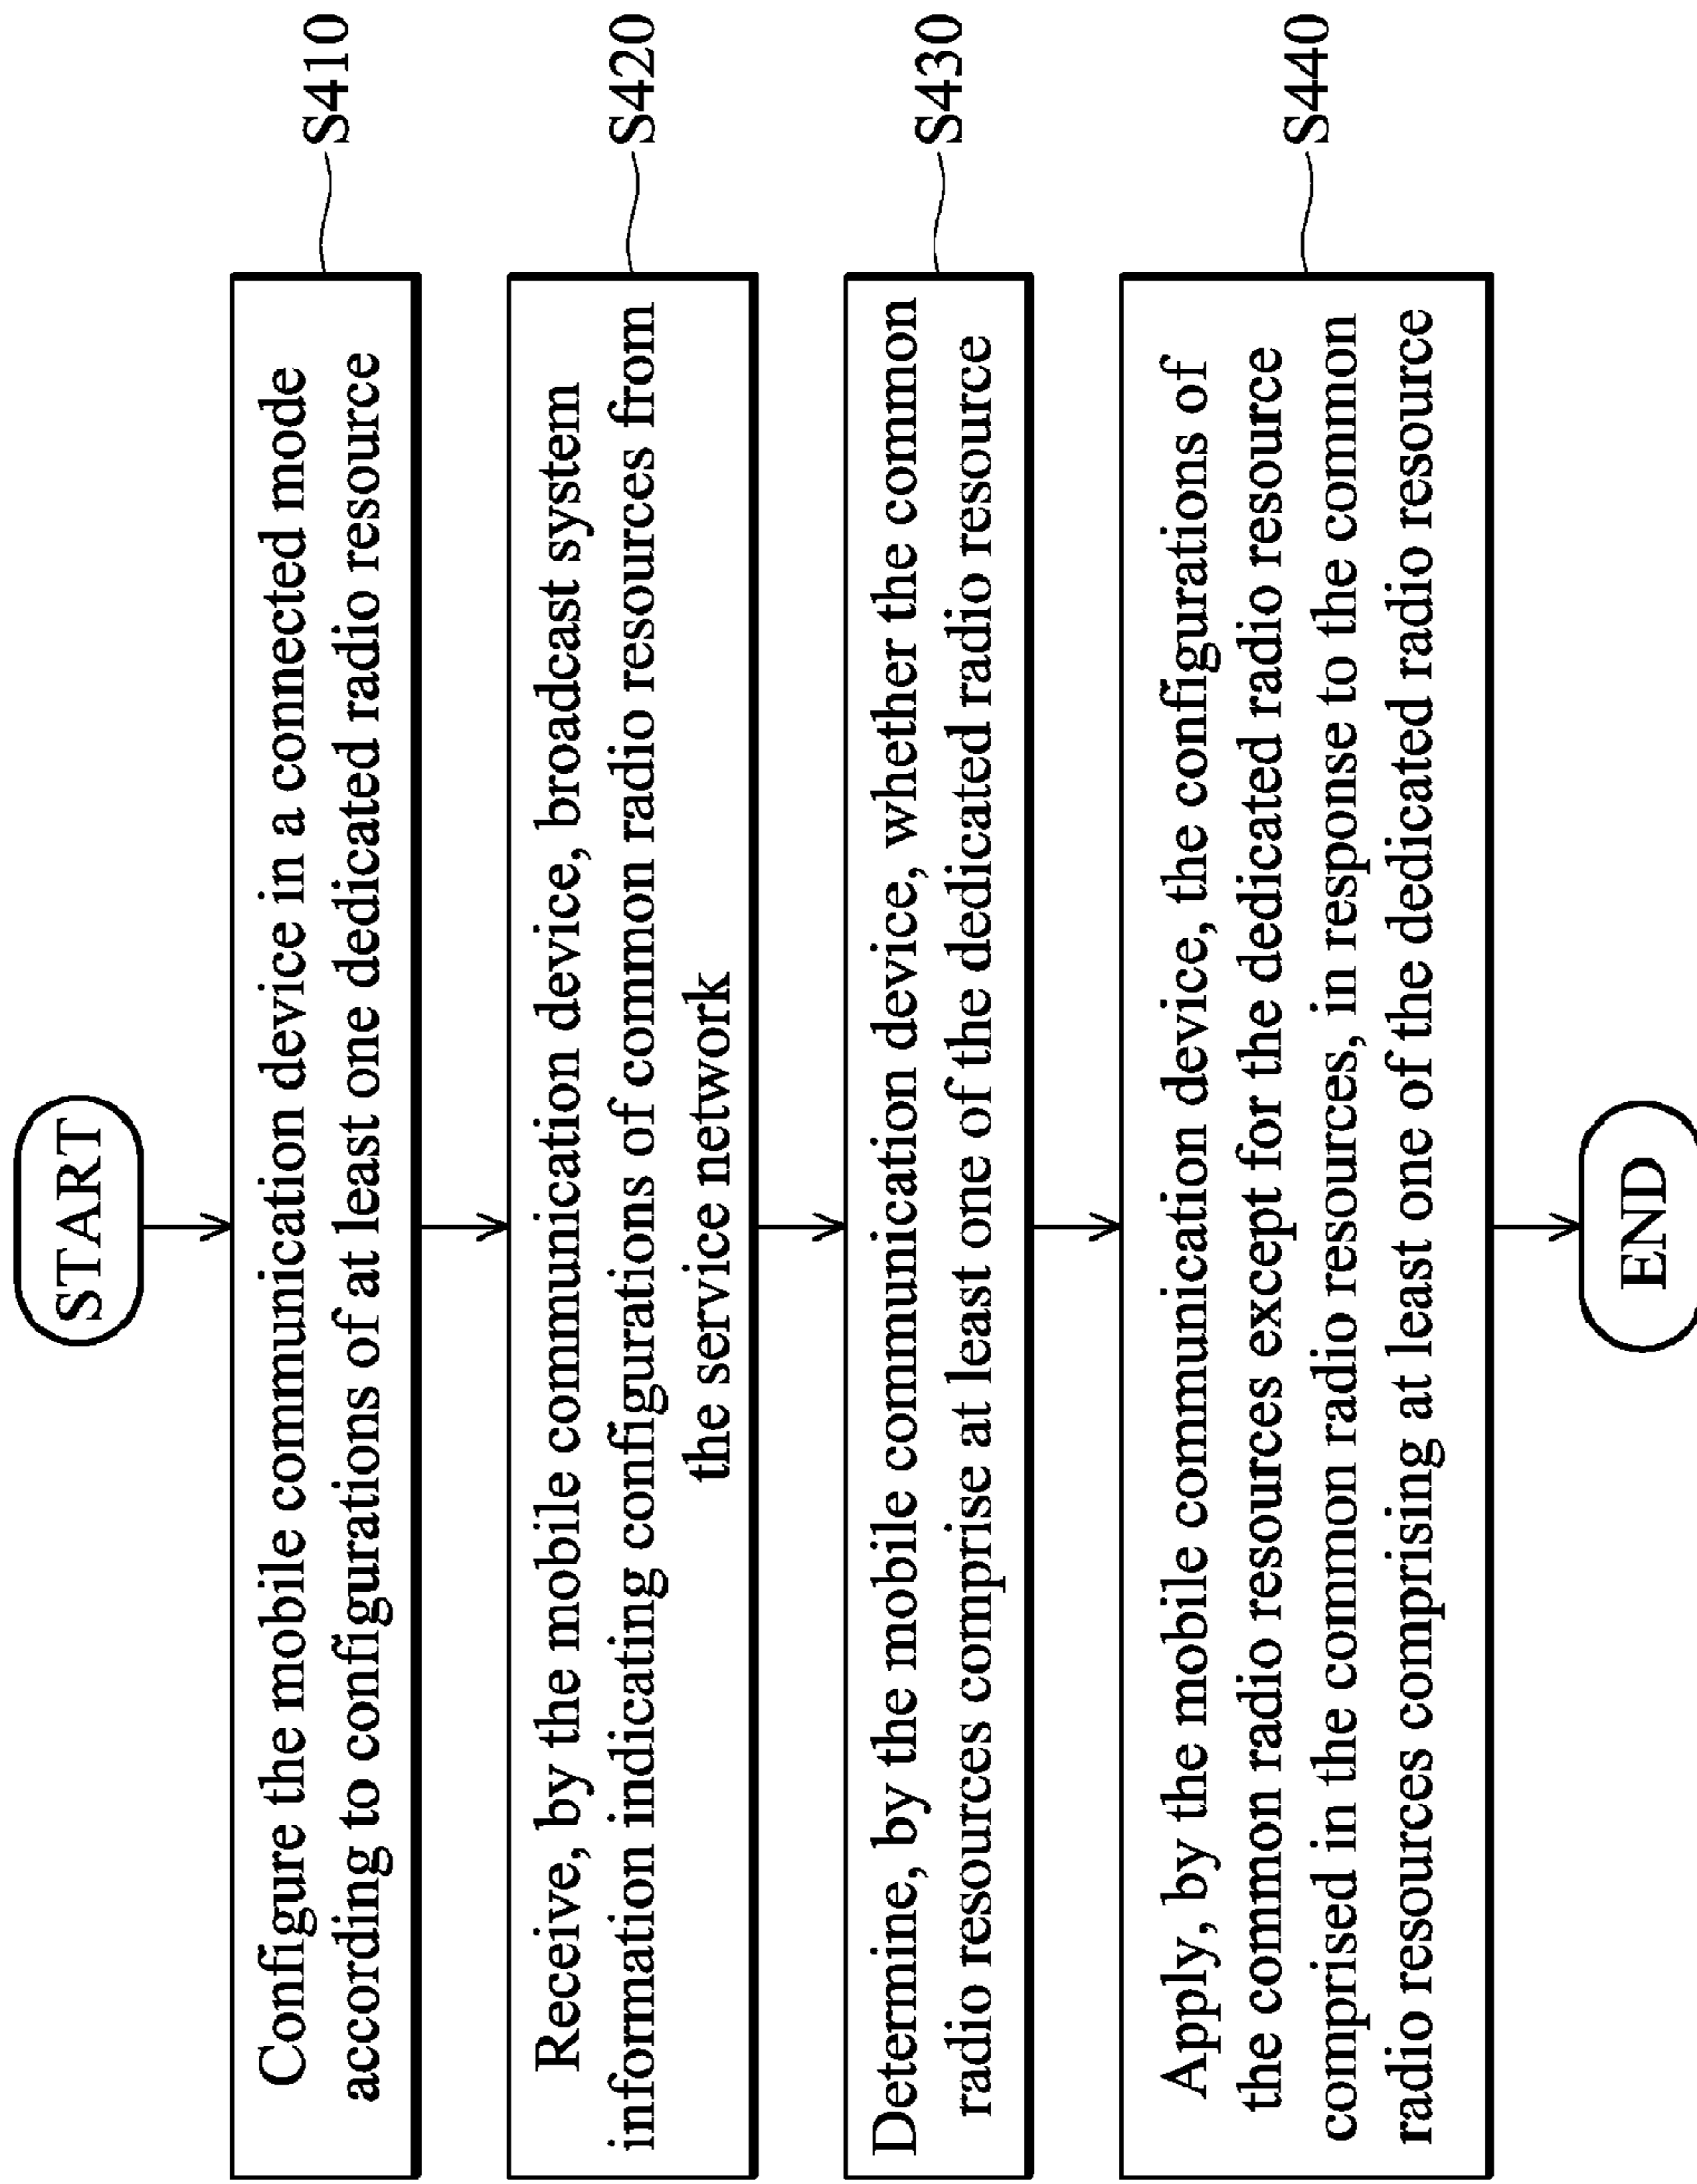 START
Configure the mobile communication device in a connected mode
according to configurations of at least one dedicated radio resource
S410
Receive, by the mobile communication device, broadcast system
information indicating configurations of common radio resources from
the service network
S420
Determine, by the mobile communication device, whether the common
radio resources comprise at least one of the dedicated radio resource
S430
Apply, by the mobile communication device, the configurations of
the common radio resources except for the dedicated radio resource
comprised in the common radio resources, in response to the common
radio resources comprising at least one of the dedicated radio resource
S440
END